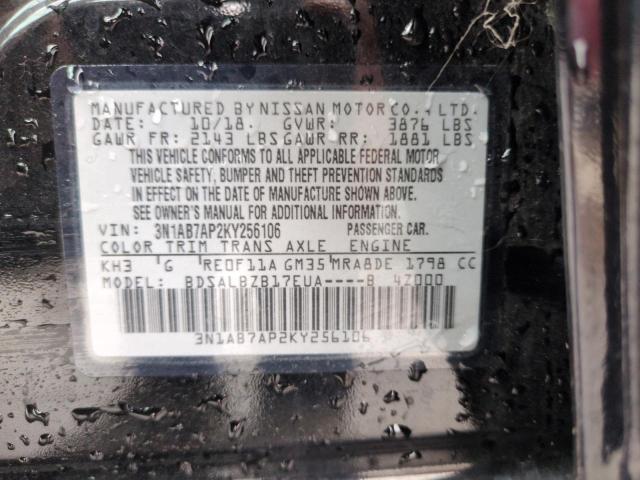 MANUFACTURED BY NISSAN MOTOR CO., LTD.
DATE: 10/18. GVWR: 3876 LBS
GAWR FR: 2143 LBS GAWR RR: 1881 LBS
THIS VEHICLE CONFORMS TO ALL APPLICABLE FEDERAL MOTOR
VEHICLE SAFETY, BUMPER AND THEFT PREVENTION STANDARDS
IN EFFECT ON THE DATE OF MANUFACTURE SHOWN ABOVE.
SEE OWNER'S MANUAL FOR ADDITIONAL INFORMATION.
VIN: 3N1AB7AP2KY256106 PASSENGER CAR.
COLOR TRIM TRANS AXLE ENGINE
KH3 G RE0F11A GM35 MRA8DE 1798 CC
MODEL: BDSALBZB17EUA----B 4Z000
3N1AB7AP2KY256106